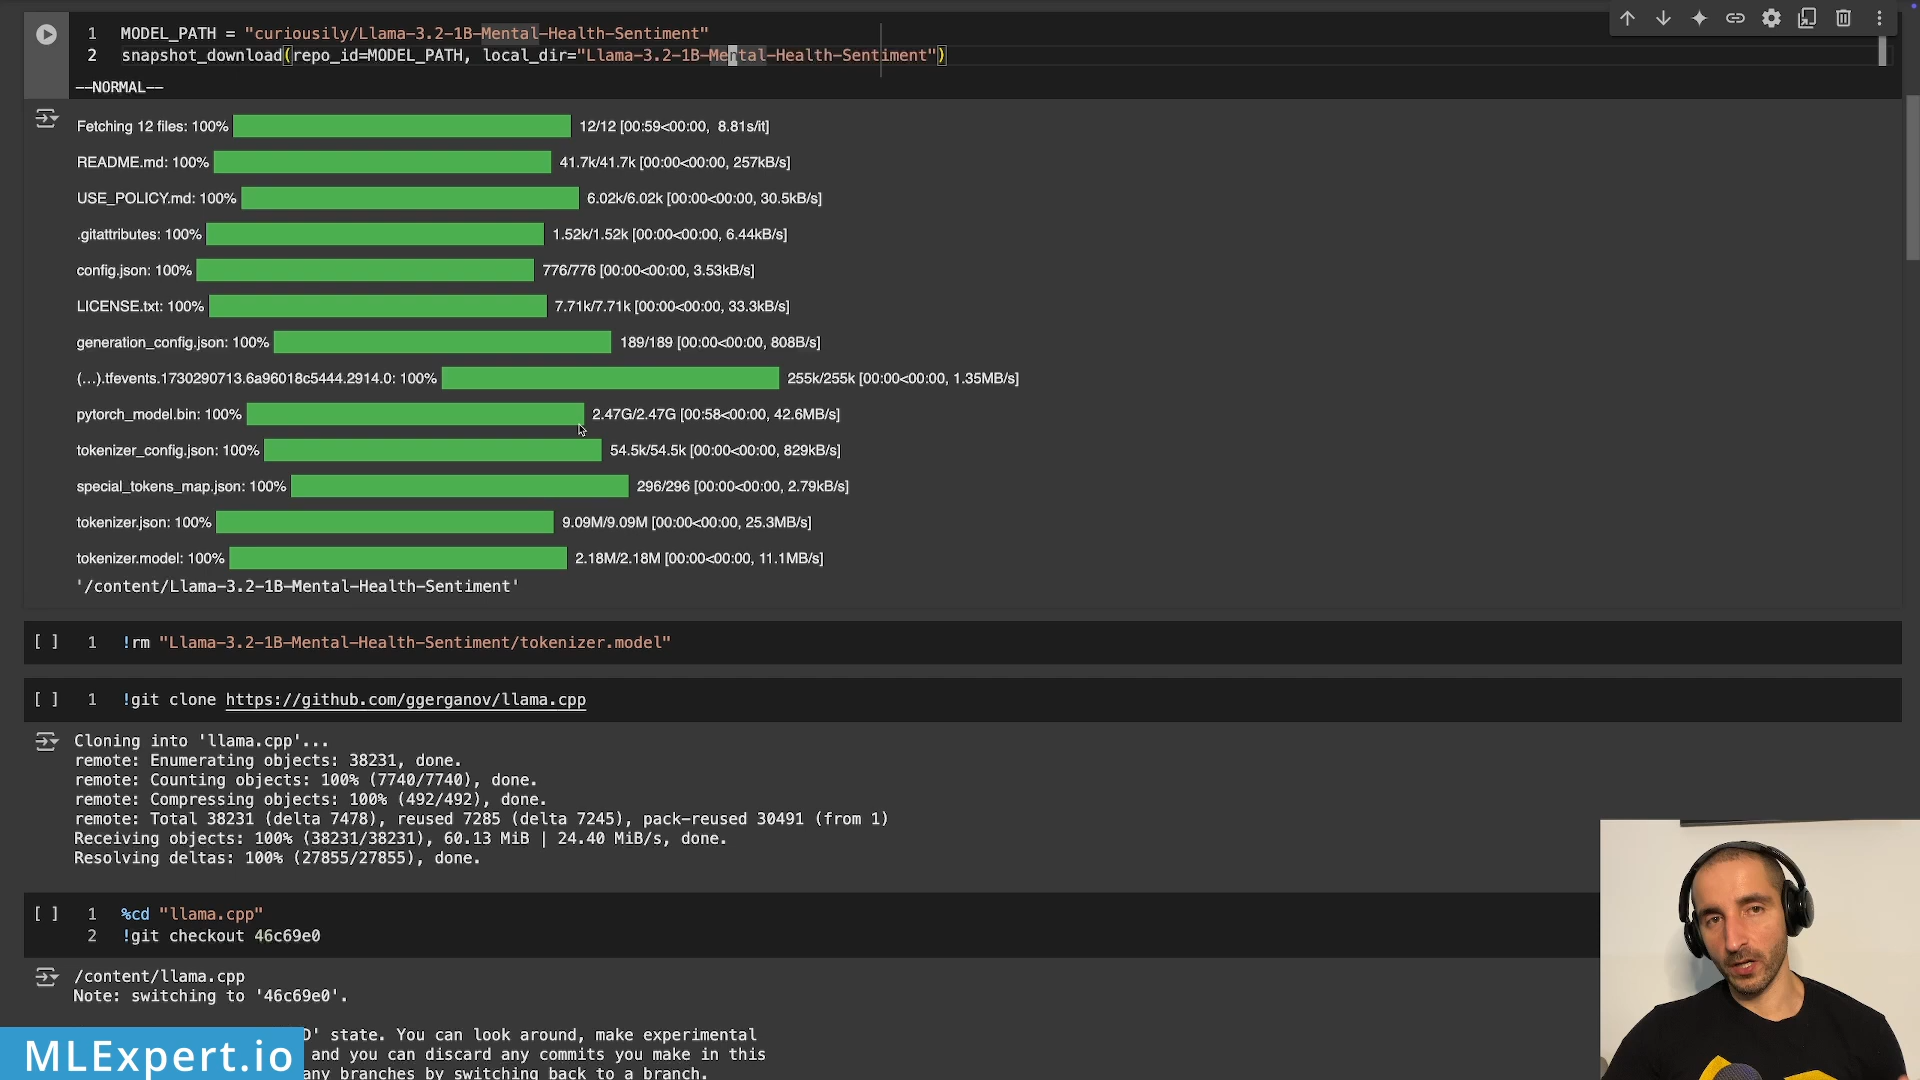 1 MODEL_PATH = "curiousily/Llama-3.2-1B-Mental-Health-Sentiment"
2 snapshot_download(repo_id=MODEL_PATH, local_dir="Llama-3.2-1B-Mental-Health-Sentiment")
--NORMAL--
Fetching 12 files: 100% 12/12 [00:59<00:00, 8.81s/it]
README.md: 100% 41.7k/41.7k [00:00<00:00, 257kB/s]
USE_POLICY.md: 100% 6.02k/6.02k [00:00<00:00, 30.5kB/s]
.gitattributes: 100% 1.52k/1.52k [00:00<00:00, 6.44kB/s]
config.json: 100% 776/776 [00:00<00:00, 3.53kB/s]
LICENSE.txt: 100% 7.71k/7.71k [00:00<00:00, 33.3kB/s]
generation_config.json: 100% 189/189 [00:00<00:00, 808B/s]
(…).tfevents.1730290713.6a96018c5444.2914.0: 100% 255k/255k [00:00<00:00, 1.35MB/s]
pytorch_model.bin: 100% 2.47G/2.47G [00:58<00:00, 42.6MB/s]
tokenizer_config.json: 100% 54.5k/54.5k [00:00<00:00, 829kB/s]
special_tokens_map.json: 100% 296/296 [00:00<00:00, 2.79kB/s]
tokenizer.json: 100% 9.09M/9.09M [00:00<00:00, 25.3MB/s]
tokenizer.model: 100% 2.18M/2.18M [00:00<00:00, 11.1MB/s]
'/content/Llama-3.2-1B-Mental-Health-Sentiment'
[ ] 1 !rm "Llama-3.2-1B-Mental-Health-Sentiment/tokenizer.model"
[ ] 1 !git clone https://github.com/ggerganov/llama.cpp
Cloning into 'llama.cpp'...
remote: Enumerating objects: 38231, done.
remote: Counting objects: 100% (7740/7740), done.
remote: Compressing objects: 100% (492/492), done.
remote: Total 38231 (delta 7478), reused 7285 (delta 7245), pack-reused 30491 (from 1)
Receiving objects: 100% (38231/38231), 60.13 MiB | 24.40 MiB/s, done.
Resolving deltas: 100% (27855/27855), done.
[ ] 1 %cd "llama.cpp"
2 !git checkout 46c69e0
/content/llama.cpp
Note: switching to '46c69e0'.
D' state. You can look around, make experimental
and you can discard any commits you make in this
any branches by switching back to a branch.
MLExpert.io